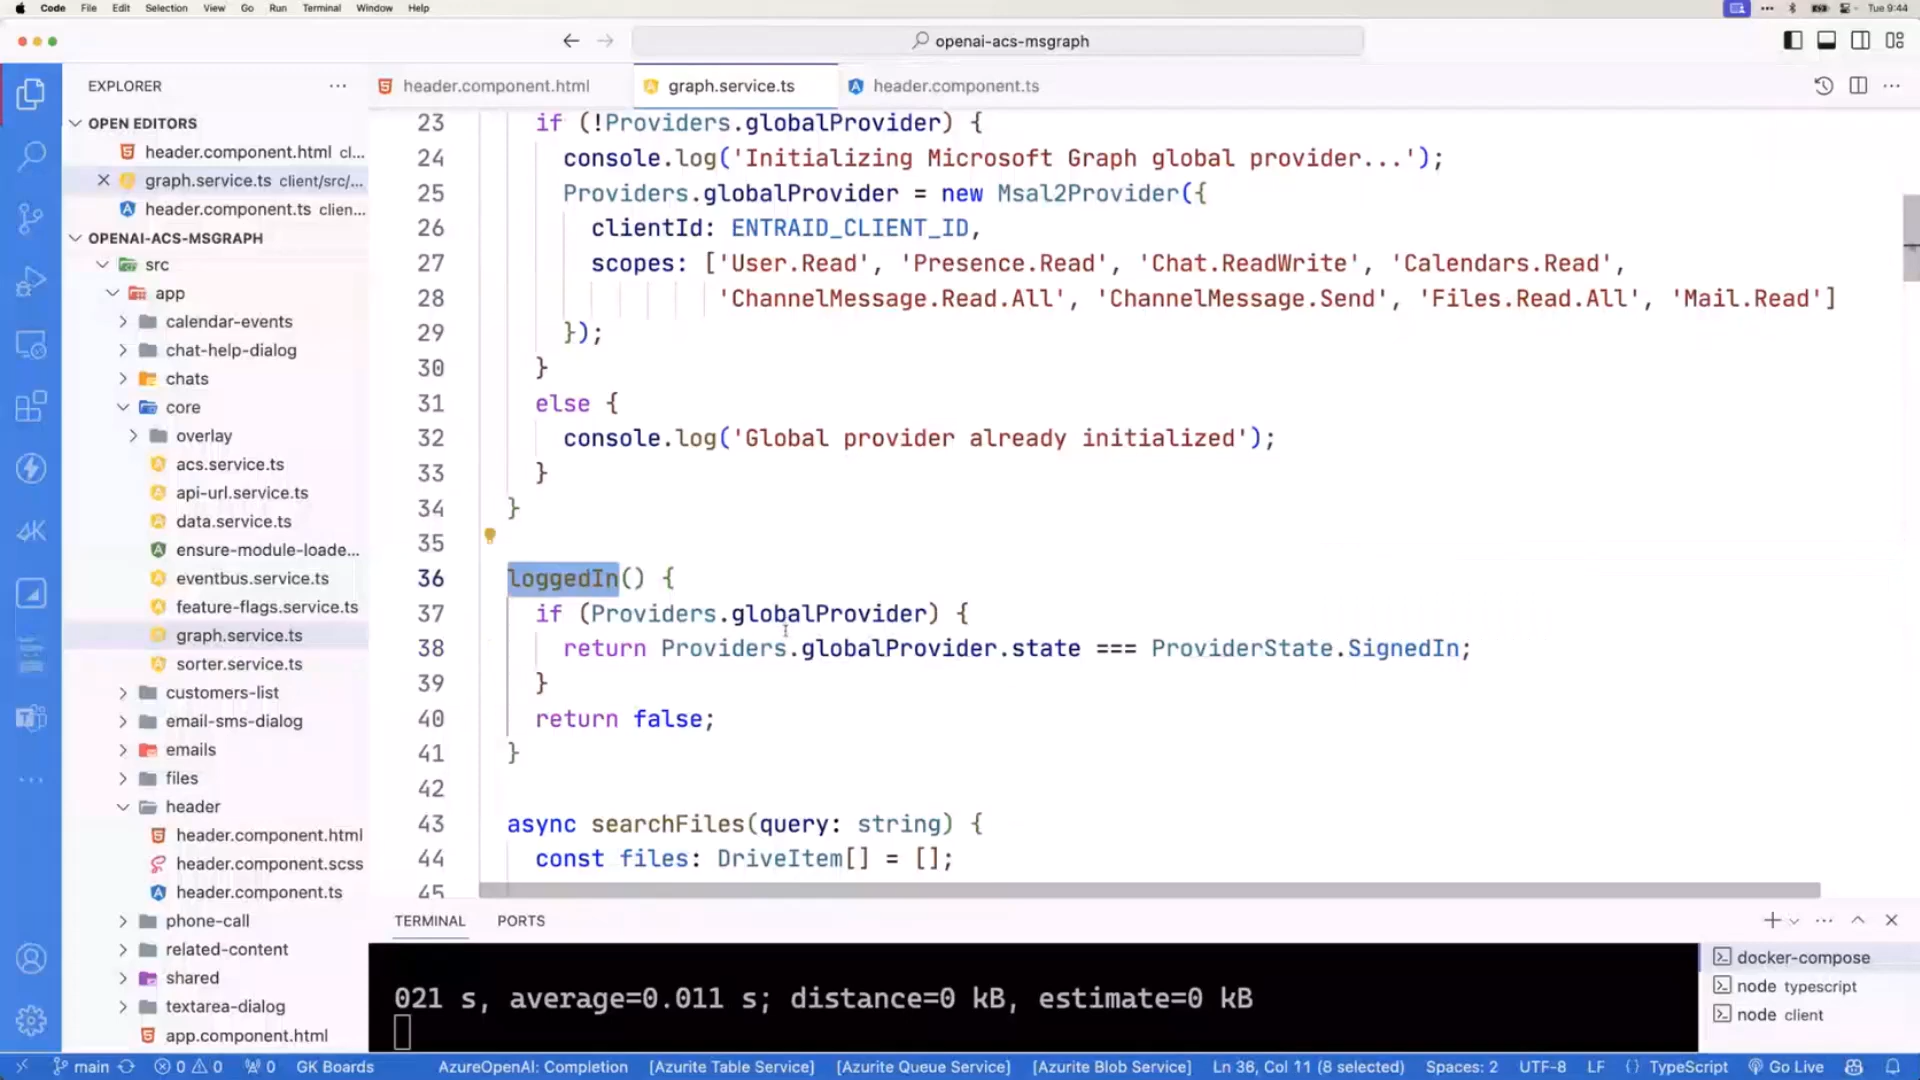 Code File Edit Selection View Go Run Terminal Window Help
Tue 9:44
openai-acs-msgraph
EXPLORER
OPEN EDITORS
header.component.html cl...
graph.service.ts client/src/...
header.component.ts clien...
OPENAI-ACS-MSGRAPH
src
app
calendar-events
chat-help-dialog
chats
core
overlay
acs.service.ts
api-url.service.ts
data.service.ts
ensure-module-loade...
eventbus.service.ts
feature-flags.service.ts
graph.service.ts
sorter.service.ts
customers-list
email-sms-dialog
emails
files
header
header.component.html
header.component.scss
header.component.ts
phone-call
related-content
shared
textarea-dialog
app.component.html
header.component.html graph.service.ts header.component.ts
23 if (!Providers.globalProvider) {
24 console.log('Initializing Microsoft Graph global provider...');
25 Providers.globalProvider = new Msal2Provider({
26 clientId: ENTRAID_CLIENT_ID,
27 scopes: ['User.Read', 'Presence.Read', 'Chat.ReadWrite', 'Calendars.Read',
28 'ChannelMessage.Read.All', 'ChannelMessage.Send', 'Files.Read.All', 'Mail.Read']
29 });
30 }
31 else {
32 console.log('Global provider already initialized');
33 }
34 }
35
36 loggedIn() {
37 if (Providers.globalProvider) {
38 return Providers.globalProvider.state === ProviderState.SignedIn;
39 }
40 return false;
41 }
42
43 async searchFiles(query: string) {
44 const files: DriveItem[] = [];
45
TERMINAL PORTS
021 s, average=0.011 s; distance=0 kB, estimate=0 kB
docker-compose
node typescript
node client
main 0 0 0 GK Boards AzureOpenAI: Completion [Azurite Table Service] [Azurite Queue Service] [Azurite Blob Service] Ln 36, Col 11 (8 selected) Spaces: 2 UTF-8 LF {} TypeScript Go Live